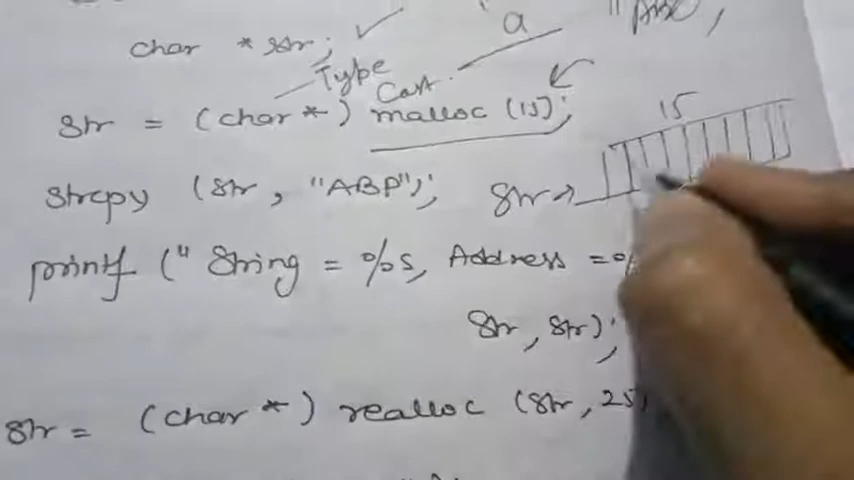 a
char *str;
Type
Cast
str = (char*) malloc (15);
15
strcpy (str, "ABP");
str →
printf (" String = %s, Address = %
str, str);
str = (char*) realloc (str, 25)